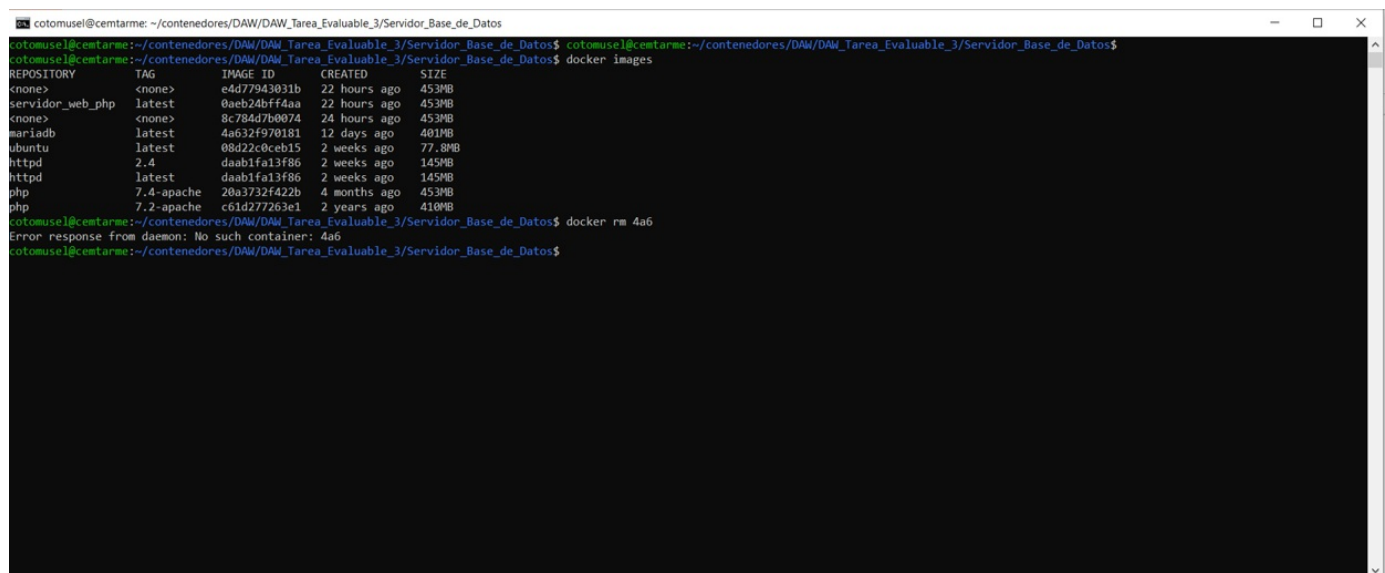 cotomusel@cemtarme: ~/contenedores/DAW/DAW_Tarea_Evaluable_3/Servidor_Base_de_Datos
cotomusel@cemtarme:~/contenedores/DAW/DAW_Tarea_Evaluable_3/Servidor_Base_de_Datos$ cotomusel@cemtarme:~/contenedores/DAW/DAW_Tarea_Evaluable_3/Servidor_Base_de_Datos$
cotomusel@cemtarme:~/contenedores/DAW/DAW_Tarea_Evaluable_3/Servidor_Base_de_Datos$ docker images
REPOSITORY TAG IMAGE ID CREATED SIZE
<none> <none> e4d77943031b 22 hours ago 453MB
servidor_web_php latest 0aeb24bff4aa 22 hours ago 453MB
<none> <none> 8c784d7b0074 24 hours ago 453MB
mariadb latest 4a632f970181 12 days ago 401MB
ubuntu latest 08d22c0ceb15 2 weeks ago 77.8MB
httpd 2.4 daab1fa13f86 2 weeks ago 145MB
httpd latest daab1fa13f86 2 weeks ago 145MB
php 7.4-apache 20a3732f422b 4 months ago 453MB
php 7.2-apache c61d277263e1 2 years ago 410MB
cotomusel@cemtarme:~/contenedores/DAW/DAW_Tarea_Evaluable_3/Servidor_Base_de_Datos$ docker rm 4a6
Error response from daemon: No such container: 4a6
cotomusel@cemtarme:~/contenedores/DAW/DAW_Tarea_Evaluable_3/Servidor_Base_de_Datos$